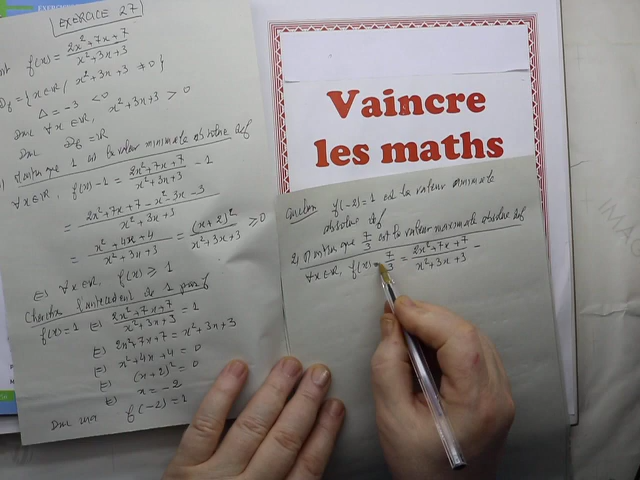 EXERCICE 27
f(x) = (2x²+7x+7)/(x²+3x+3)
D_f = {x∈ℝ / x²+3x+3 ≠ 0}
Δ = -3 < 0
Donc ∀x∈ℝ, x²+3x+3 > 0
Donc D_f = ℝ
Montrons que 1 est la valeur minimale absolue de f
∀x∈ℝ, f(x)-1 = (2x²+7x+7)/(x²+3x+3) - 1
= (2x²+7x+7-x²-3x-3)/(x²+3x+3)
= (x²+4x+4)/(x²+3x+3) = (x+2)²/(x²+3x+3) ≥ 0
⇔ ∀x∈ℝ, f(x) ≥ 1
Cherchons l'antécédent de 1 par f
f(x)=1 ⇔ (2x²+7x+7)/(x²+3x+3) = 1
⇔ 2x²+7x+7 = x²+3x+3
⇔ x²+4x+4 = 0
⇔ (x+2)² = 0
⇔ x = -2
Donc f(-2) = 1
Vaincre
les maths
Conclusion f(-2)=1 est la valeur minimale
absolue de f
2) Montrons que 7/3 est la valeur maximale absolue de f
∀x∈ℝ, f(x) - 7/3 = (2x²+7x+7)/(x²+3x+3) -